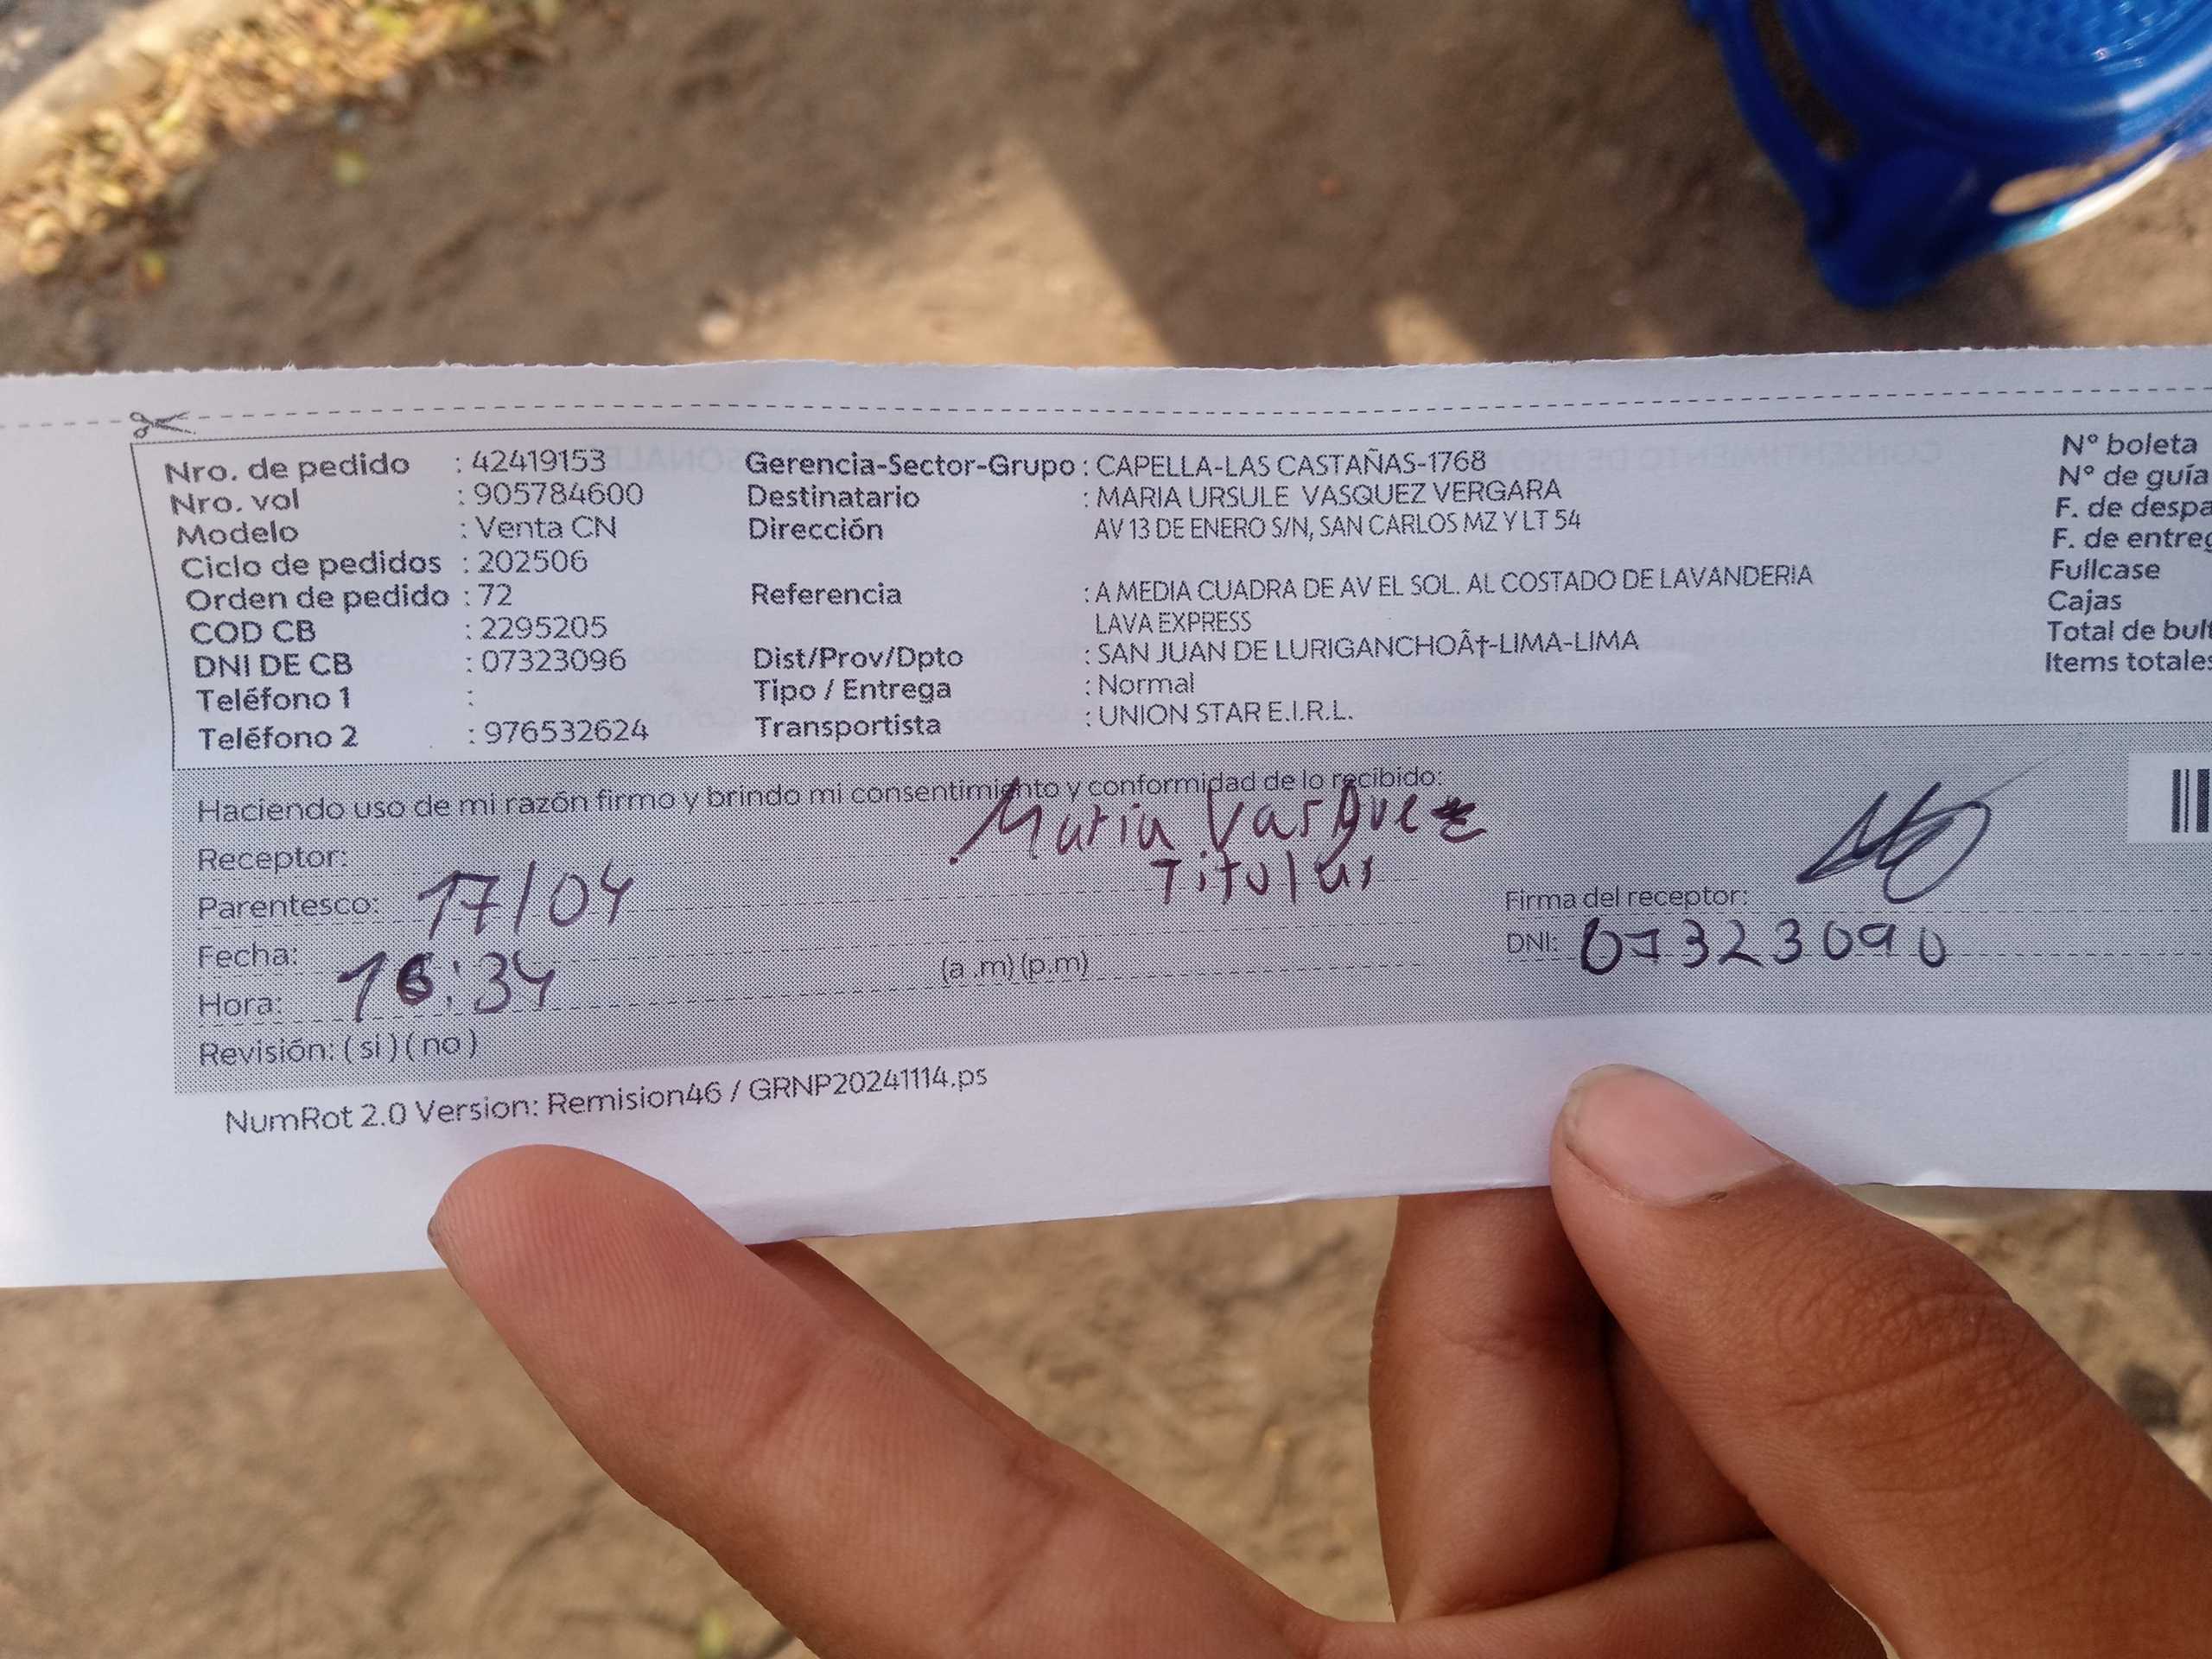 Nro. de pedido : 42419153
Nro. vol : 905784600
Modelo : Venta CN
Ciclo de pedidos : 202506
Orden de pedido : 72
COD CB : 2295205
DNI DE CB : 07323096
Teléfono 1 :
Teléfono 2 : 976532624
Gerencia-Sector-Grupo : CAPELLA-LAS CASTAÑAS-1768
Destinatario : MARIA URSULE VASQUEZ VERGARA
Dirección AV 13 DE ENERO S/N, SAN CARLOS MZ Y LT 54
Referencia : A MEDIA CUADRA DE AV EL SOL. AL COSTADO DE LAVANDERIA
LAVA EXPRESS
Dist/Prov/Dpto : SAN JUAN DE LURIGANCHOÂ†-LIMA-LIMA
Tipo / Entrega : Normal
Transportista : UNION STAR E.I.R.L.
N° boleta
N° de guía
F. de despa
F. de entreg
Fullcase
Cajas
Total de bult
Items totales
Haciendo uso de mi razón firmo y brindo mi consentimiento y conformidad de lo recibido:
Receptor: Maria Vasquez
Parentesco: Titular
Fecha: 17/04
Hora: 16:34 (a .m) (p.m)
Revisión: ( si ) ( no )
Firma del receptor:
DNI: 07323090
NumRot 2.0 Version: Remision46 / GRNP20241114.ps